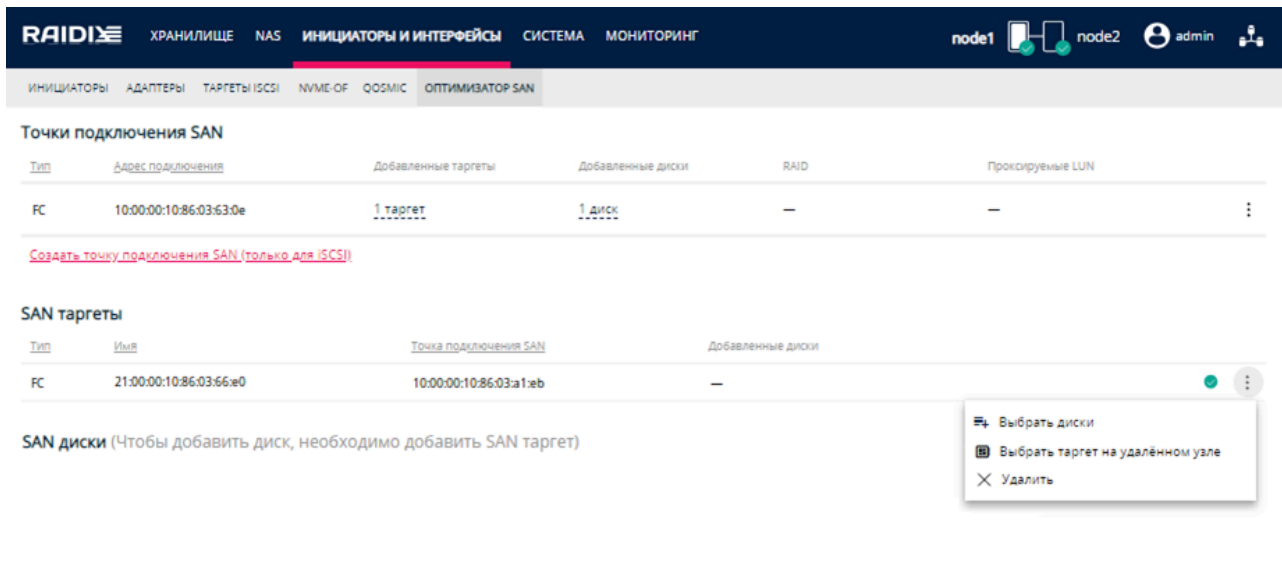 RAIDIX ХРАНИЛИЩЕ NAS ИНИЦИАТОРЫ И ИНТЕРФЕЙСЫ СИСТЕМА МОНИТОРИНГ node1 node2 admin
ИНИЦИАТОРЫ АДАПТЕРЫ ТАРГЕТЫ ISCSI NVME-OF QOSMIC ОПТИМИЗАТОР SAN
Точки подключения SAN
Тип Адрес подключения Добавленные таргеты Добавленные диски RAID Проксируемые LUN
FC 10:00:00:10:86:03:63:0e 1 таргет 1 диск — —
Создать точку подключения SAN (только для iSCSI)
SAN таргеты
Тип Имя Точка подключения SAN Добавленные диски
FC 21:00:00:10:86:03:66:e0 10:00:00:10:86:03:a1:eb —
Выбрать диски
SAN диски (Чтобы добавить диск, необходимо добавить SAN таргет)
Выбрать таргет на удалённом узле
Удалить